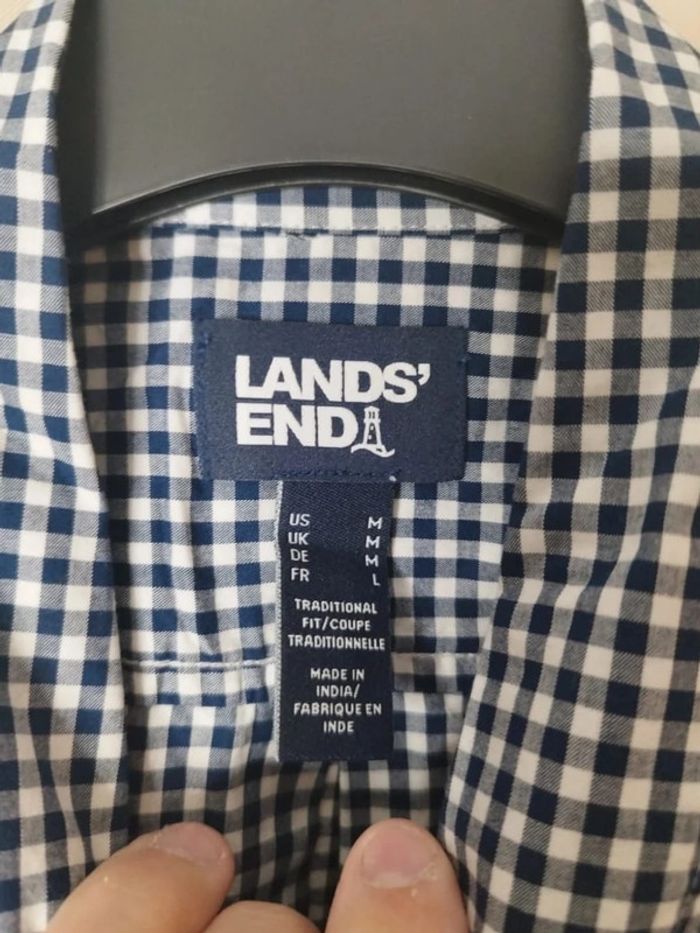 LANDS'
END
US M
UK M
DE M
FR L
TRADITIONAL
FIT/COUPE
TRADITIONNELLE
MADE IN
INDIA/
FABRIQUE EN
INDE